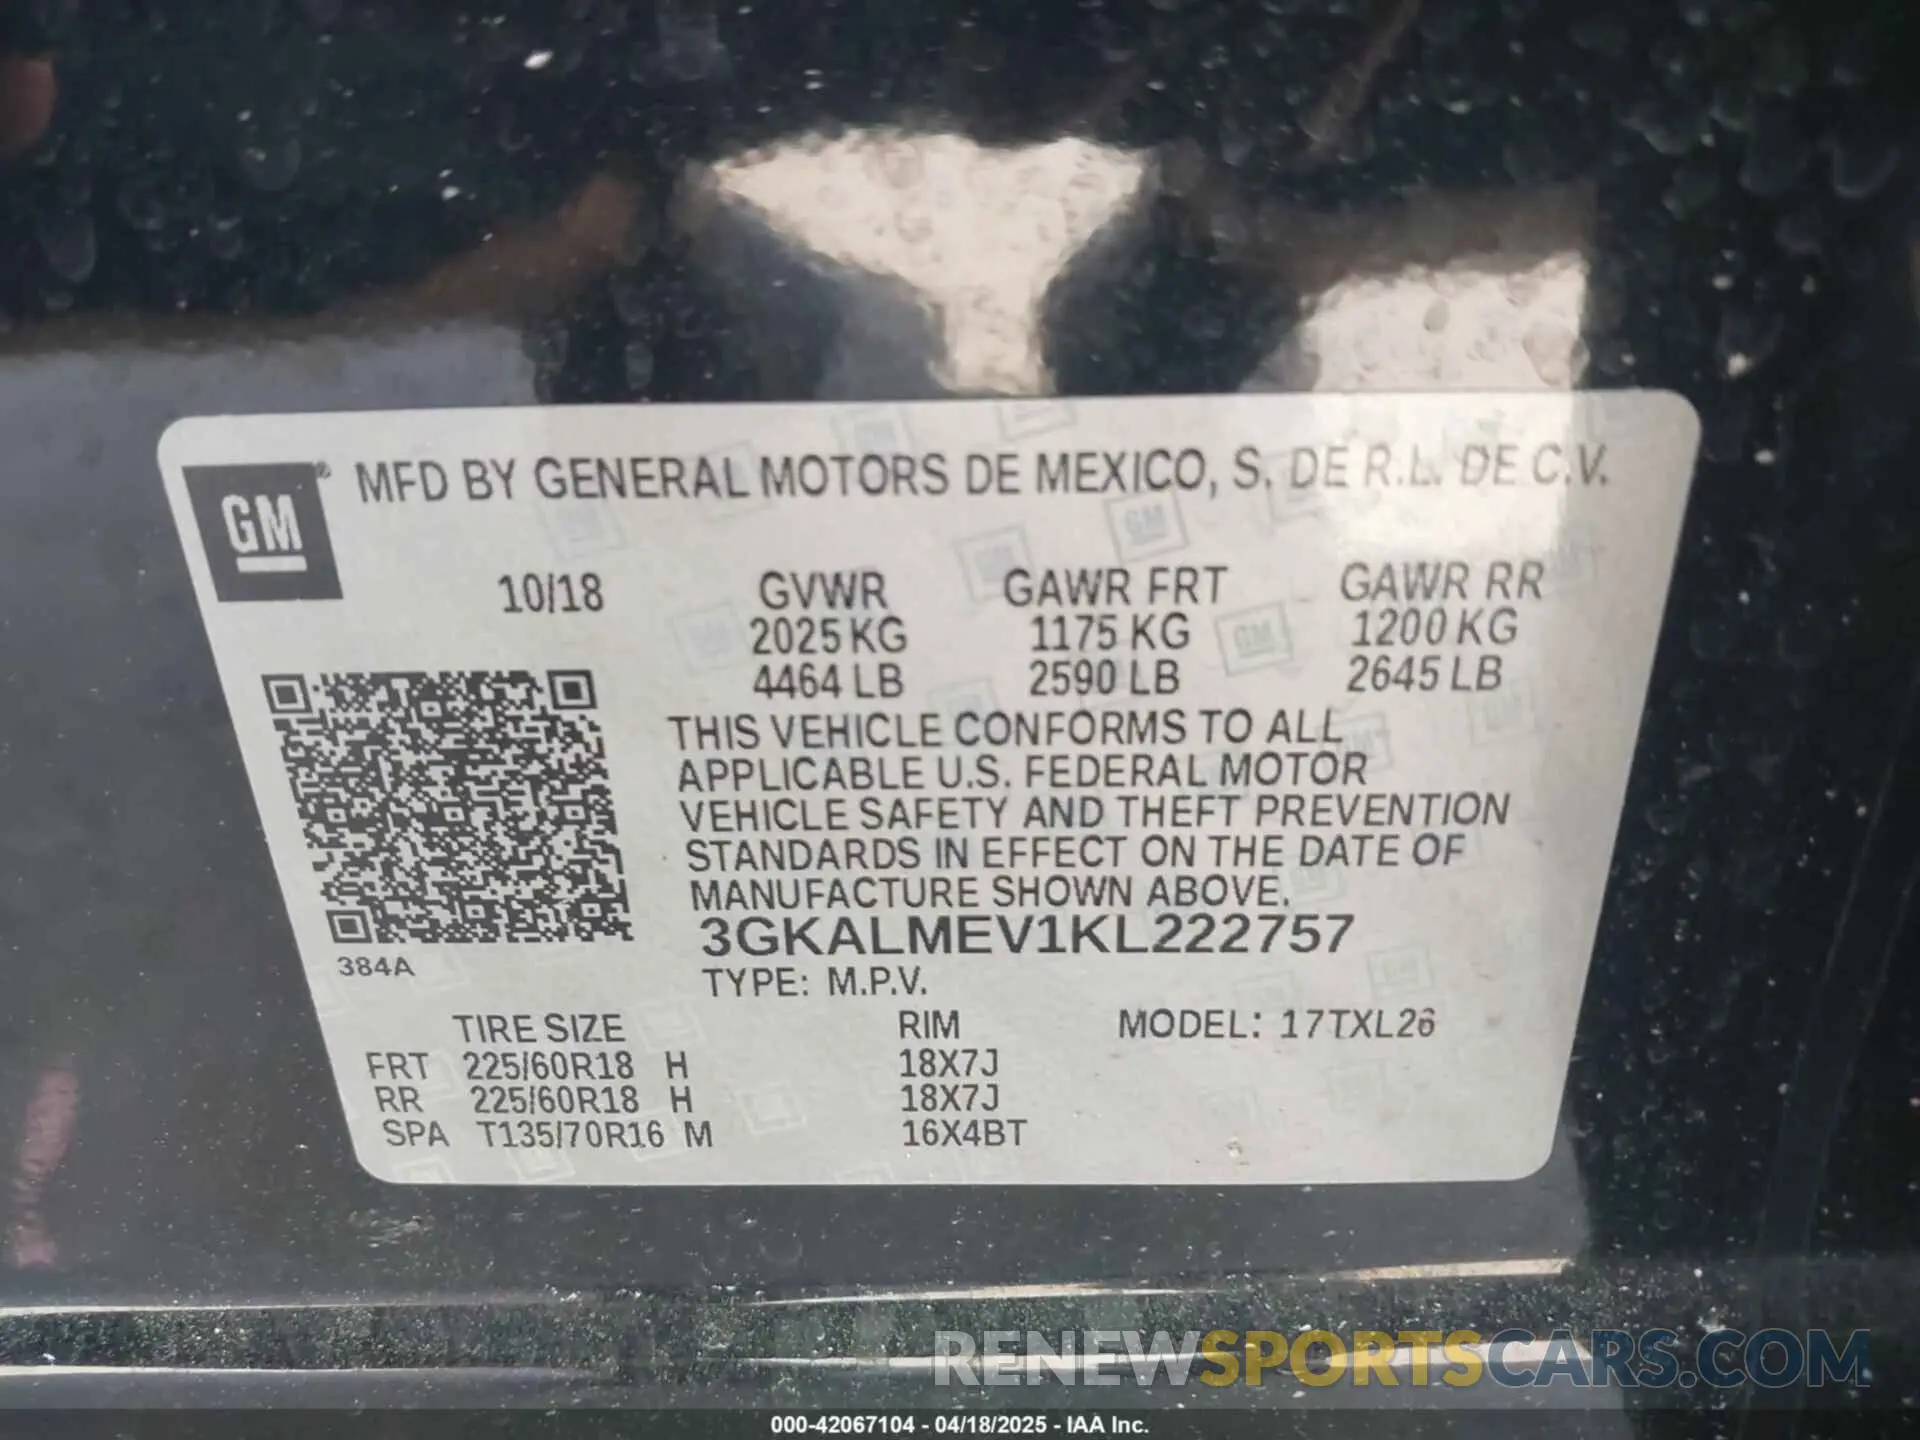 GM® MFD BY GENERAL MOTORS DE MEXICO, S. DE R.L. DE C.V.
10/18 GVWR GAWR FRT GAWR RR
2025 KG 1175 KG 1200 KG
4464 LB 2590 LB 2645 LB
THIS VEHICLE CONFORMS TO ALL
APPLICABLE U.S. FEDERAL MOTOR
VEHICLE SAFETY AND THEFT PREVENTION
STANDARDS IN EFFECT ON THE DATE OF
MANUFACTURE SHOWN ABOVE.
3GKALMEV1KL222757
384A
TYPE: M.P.V.
TIRE SIZE RIM MODEL: 17TXL26
FRT 225/60R18 H 18X7J
RR 225/60R18 H 18X7J
SPA T135/70R16 M 16X4BT
RENEWSPORTSCARS.COM
000-42067104 - 04/18/2025 - IAA Inc.